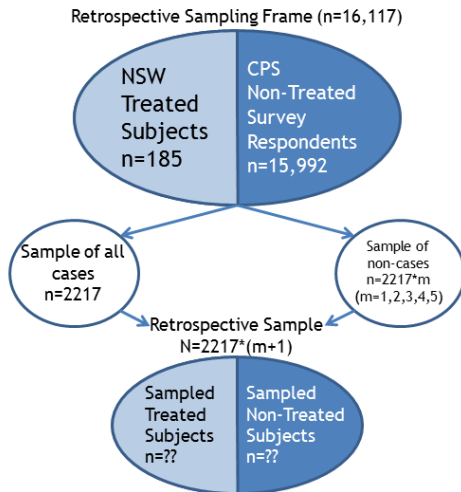 Retrospective Sampling Frame (n=16,117)
NSW
Treated
Subjects
n=185
CPS
Non-Treated
Survey
Respondents
n=15,992
Sample of all
cases
n=2217
Sample of
non-cases
n=2217*m
(m=1,2,3,4,5)
Retrospective Sample
N=2217*(m+1)
Sampled
Treated
Subjects
n=??
Sampled
Non-Treated
Subjects
n=??